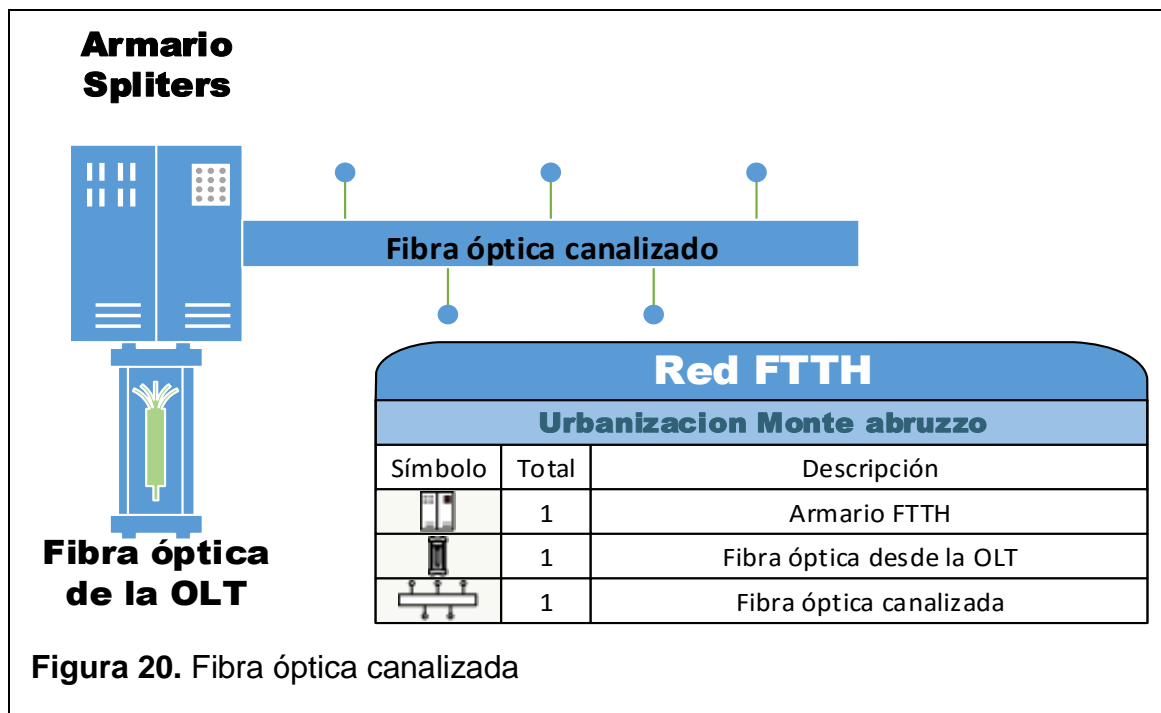 Armario
Spliters
Fibra óptica canalizado
Fibra óptica
de la OLT
Red FTTH
Urbanizacion Monte abruzzo
Símbolo Total Descripción
1 Armario FTTH
1 Fibra óptica desde la OLT
1 Fibra óptica canalizada
Figura 20. Fibra óptica canalizada